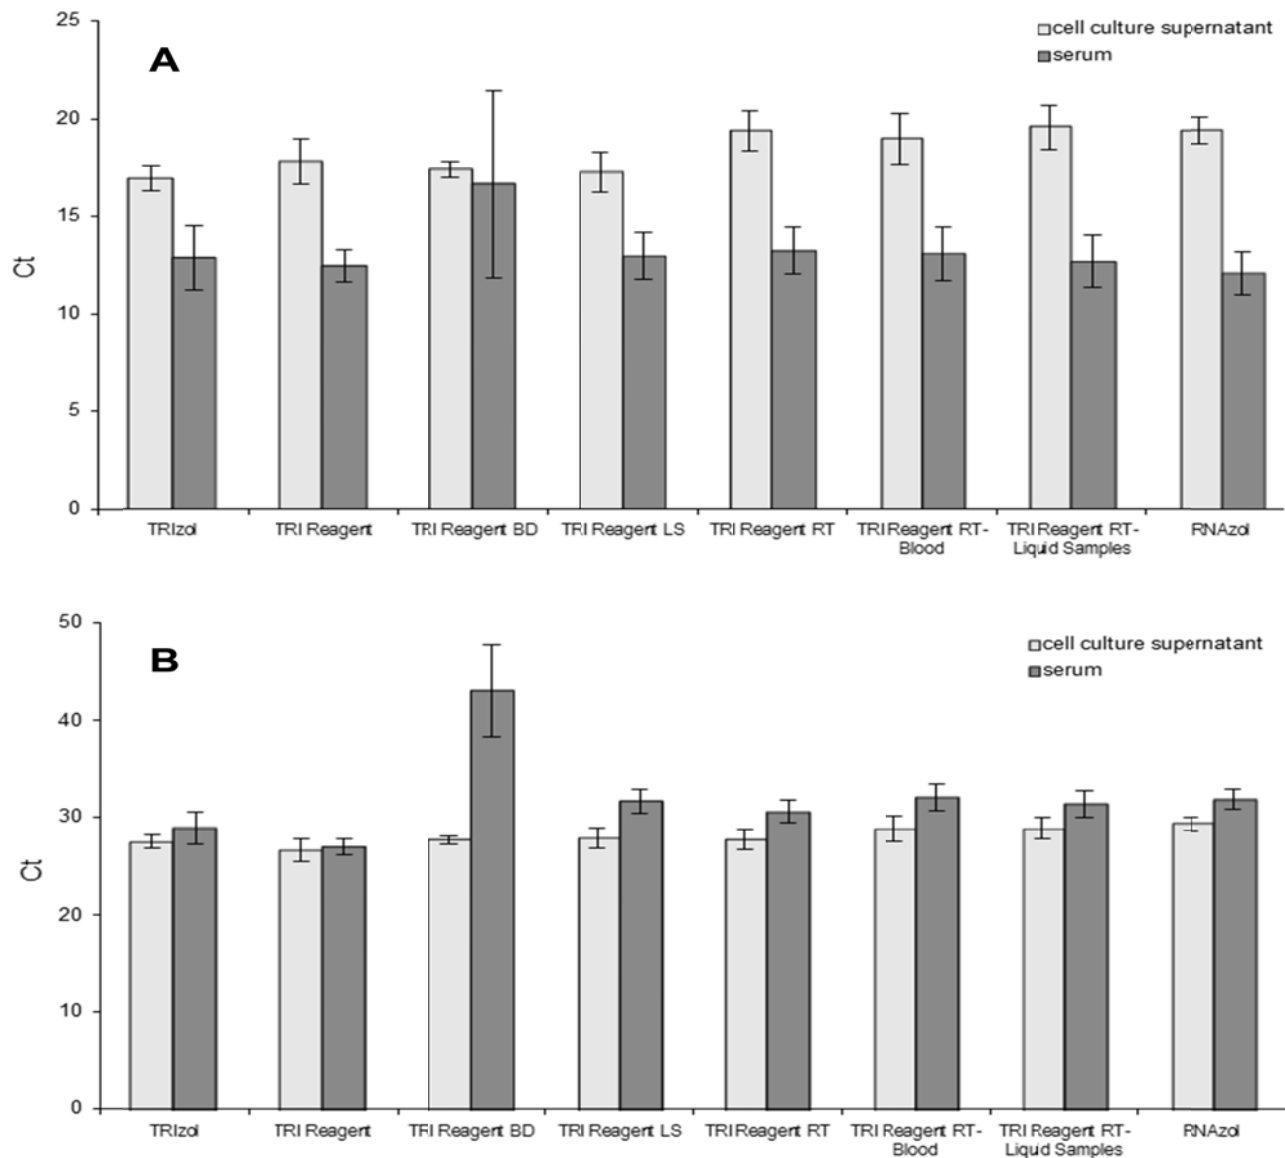 A
cell culture supernatant
serum
25
20
15
10
5
0
Ct
TRIzol
TRI Reagent
TRI Reagent BD
TRI Reagent LS
TRI Reagent RT
TRI Reagent RT-
Blood
TRI Reagent RT-
Liquid Samples
RNAzol
B
cell culture supernatant
serum
50
40
30
20
10
0
Ct
TRIzol
TRI Reagent
TRI Reagent BD
TRI Reagent LS
TRI Reagent RT
TRI Reagent RT-
Blood
TRI Reagent RT-
Liquid Samples
RNAzol